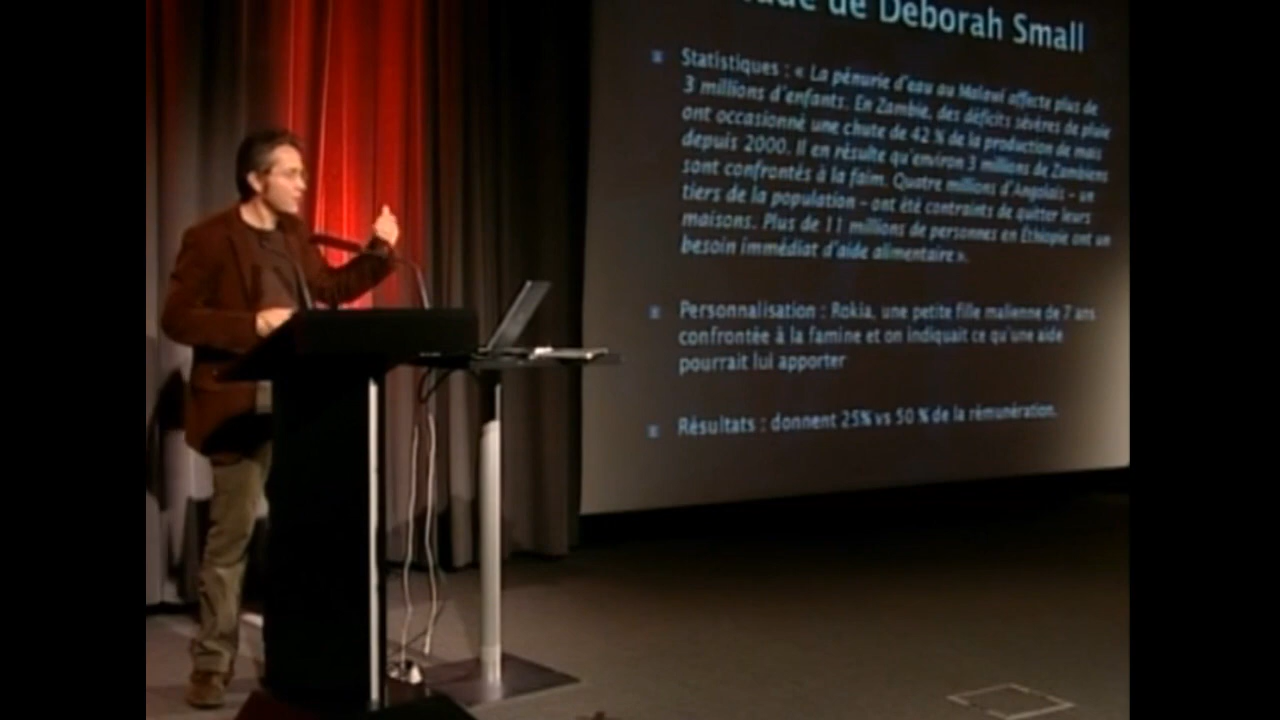 de Deborah Small
Statistiques : « La pénurie d'eau au Malawi affecte plus de
3 millions d'enfants. En Zambie, des déficits sévères de pluie
ont occasionné une chute de 42 % de la production de maïs
depuis 2000. Il en résulte qu'environ 3 millions de Zambiens
sont confrontés à la faim. Quatre millions d'Angolais – un
tiers de la population – ont été contraints de quitter leurs
maisons. Plus de 11 millions de personnes en Éthiopie ont un
besoin immédiat d'aide alimentaire ».
Personnalisation : Rokia, une petite fille malienne de 7 ans
confrontée à la famine et on indiquait ce qu'une aide
pourrait lui apporter
Résultats : donnent 25% vs 50 % de la rémunération.